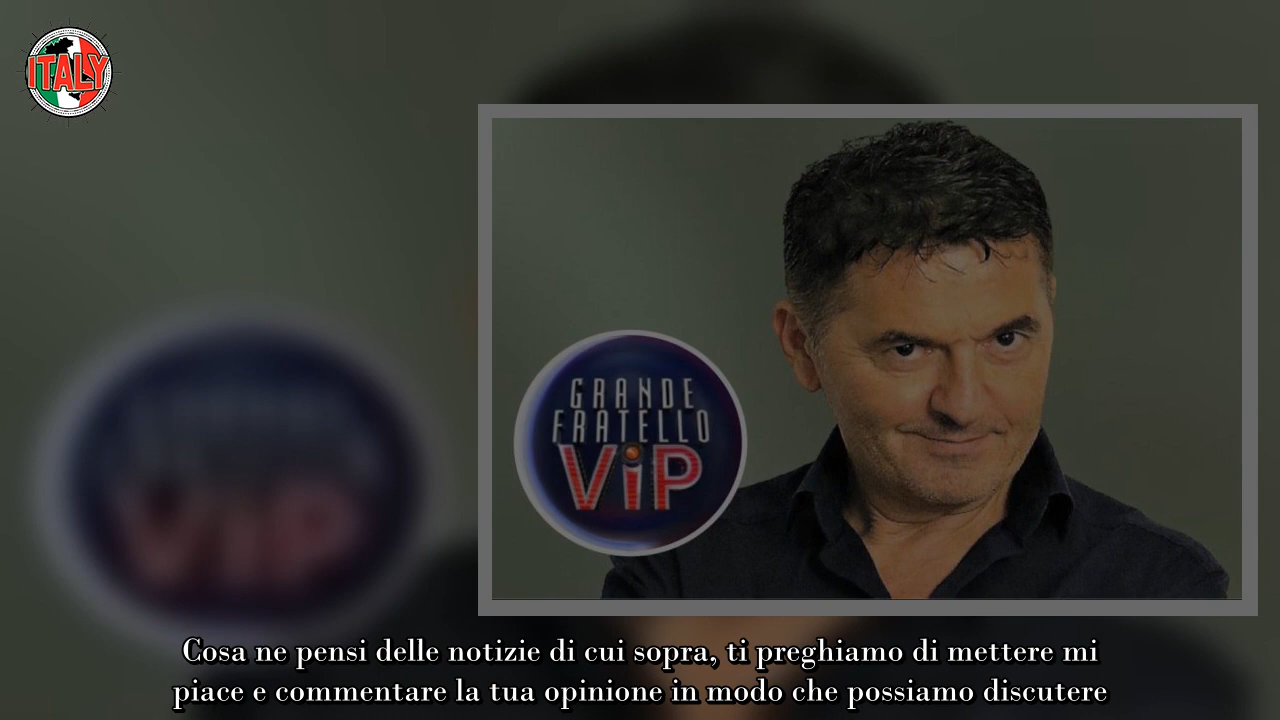 ITALY
GRANDE
FRATELLO
ViP
Cosa ne pensi delle notizie di cui sopra, ti preghiamo di mettere mi
piace e commentare la tua opinione in modo che possiamo discutere